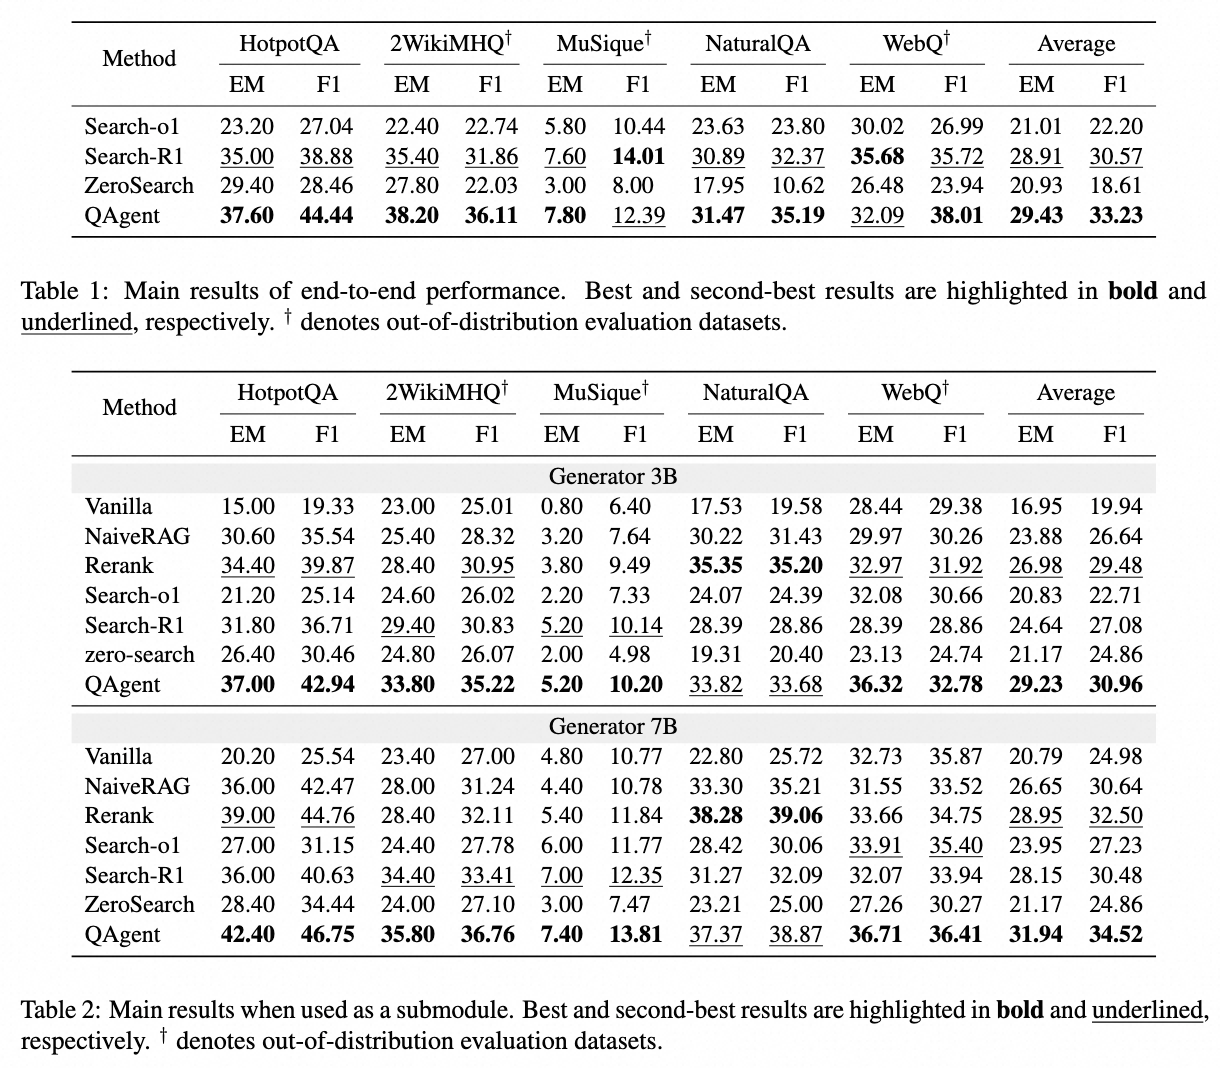 Method HotpotQA 2WikiMHQ† MuSique† NaturalQA WebQ† Average
EM F1 EM F1 EM F1 EM F1 EM F1 EM F1
Search-o1 23.20 27.04 22.40 22.74 5.80 10.44 23.63 23.80 30.02 26.99 21.01 22.20
Search-R1 35.00 38.88 35.40 31.86 7.60 14.01 30.89 32.37 35.68 35.72 28.91 30.57
ZeroSearch 29.40 28.46 27.80 22.03 3.00 8.00 17.95 10.62 26.48 23.94 20.93 18.61
QAgent 37.60 44.44 38.20 36.11 7.80 12.39 31.47 35.19 32.09 38.01 29.43 33.23
Table 1: Main results of end-to-end performance. Best and second-best results are highlighted in bold and
underlined, respectively. † denotes out-of-distribution evaluation datasets.
Method HotpotQA 2WikiMHQ† MuSique† NaturalQA WebQ† Average
EM F1 EM F1 EM F1 EM F1 EM F1 EM F1
Generator 3B
Vanilla 15.00 19.33 23.00 25.01 0.80 6.40 17.53 19.58 28.44 29.38 16.95 19.94
NaiveRAG 30.60 35.54 25.40 28.32 3.20 7.64 30.22 31.43 29.97 30.26 23.88 26.64
Rerank 34.40 39.87 28.40 30.95 3.80 9.49 35.35 35.20 32.97 31.92 26.98 29.48
Search-o1 21.20 25.14 24.60 26.02 2.20 7.33 24.07 24.39 32.08 30.66 20.83 22.71
Search-R1 31.80 36.71 29.40 30.83 5.20 10.14 28.39 28.86 28.39 28.86 24.64 27.08
zero-search 26.40 30.46 24.80 26.07 2.00 4.98 19.31 20.40 23.13 24.74 21.17 24.86
QAgent 37.00 42.94 33.80 35.22 5.20 10.20 33.82 33.68 36.32 32.78 29.23 30.96
Generator 7B
Vanilla 20.20 25.54 23.40 27.00 4.80 10.77 22.80 25.72 32.73 35.87 20.79 24.98
NaiveRAG 36.00 42.47 28.00 31.24 4.40 10.78 33.30 35.21 31.55 33.52 26.65 30.64
Rerank 39.00 44.76 28.40 32.11 5.40 11.84 38.28 39.06 33.66 34.75 28.95 32.50
Search-o1 27.00 31.15 24.40 27.78 6.00 11.77 28.42 30.06 33.91 35.40 23.95 27.23
Search-R1 36.00 40.63 34.40 33.41 7.00 12.35 31.27 32.09 32.07 33.94 28.15 30.48
ZeroSearch 28.40 34.44 24.00 27.10 3.00 7.47 23.21 25.00 27.26 30.27 21.17 24.86
QAgent 42.40 46.75 35.80 36.76 7.40 13.81 37.37 38.87 36.71 36.41 31.94 34.52
Table 2: Main results when used as a submodule. Best and second-best results are highlighted in bold and underlined,
respectively. † denotes out-of-distribution evaluation datasets.